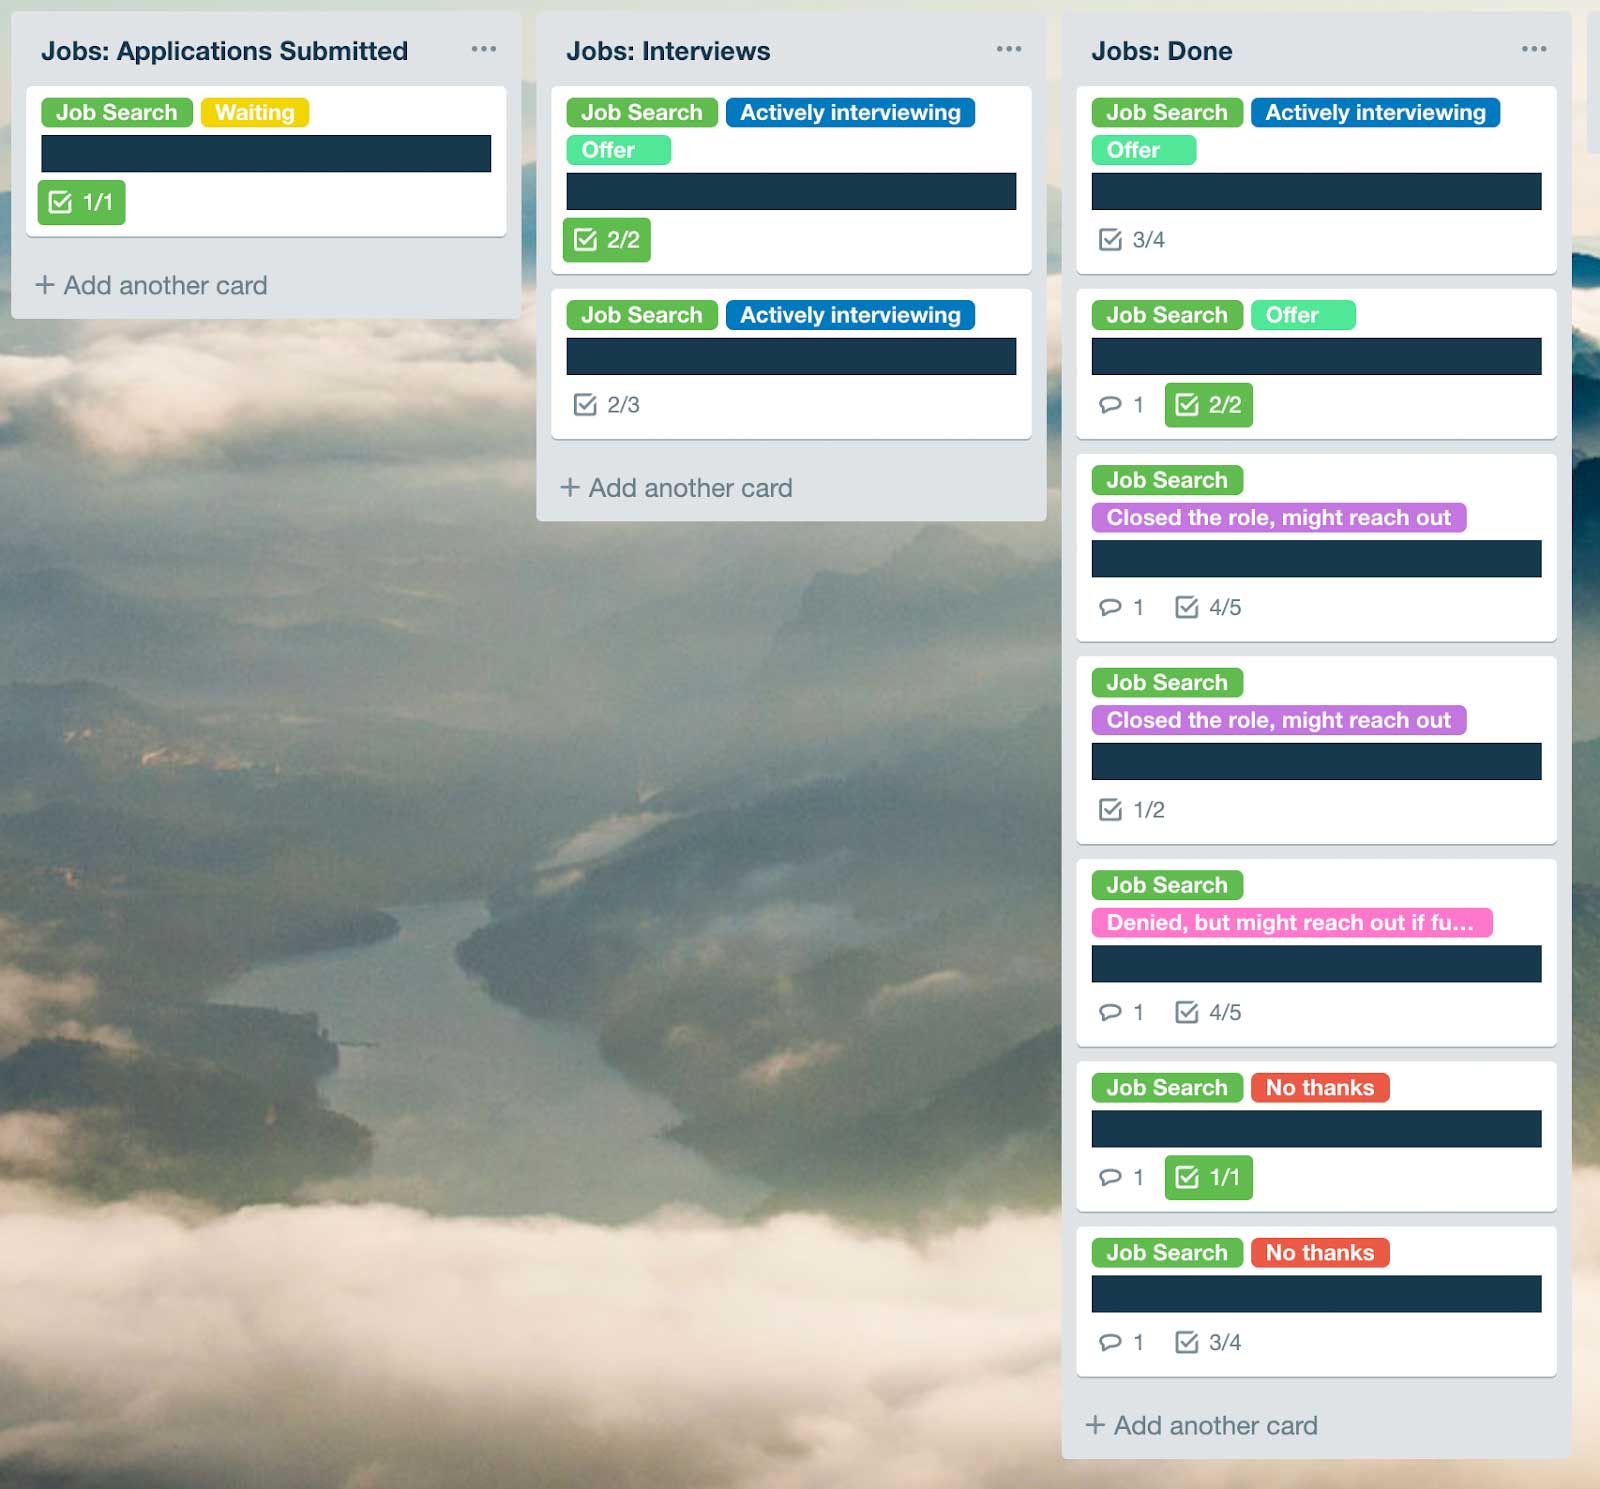 Jobs: Applications Submitted
Job Search Waiting
1/1
+ Add another card
Jobs: Interviews
Job Search Actively interviewing
Offer
2/2
Job Search Actively interviewing
2/3
+ Add another card
Jobs: Done
Job Search Actively interviewing
Offer
3/4
Job Search Offer
1 2/2
Job Search
Closed the role, might reach out
1 4/5
Job Search
Closed the role, might reach out
1/2
Job Search
Denied, but might reach out if fu...
1 4/5
Job Search No thanks
1 1/1
Job Search No thanks
1 3/4
+ Add another card